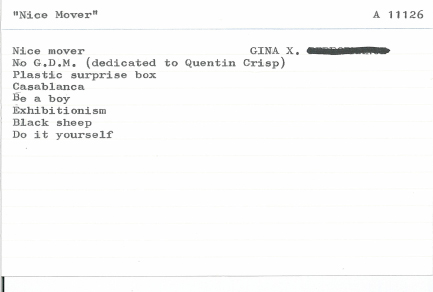 "Nice Mover" A 11126
Nice mover GINA X.
No G.D.M. (dedicated to Quentin Crisp)
Plastic surprise box
Casablanca
Be a boy
Exhibitionism
Black sheep
Do it yourself